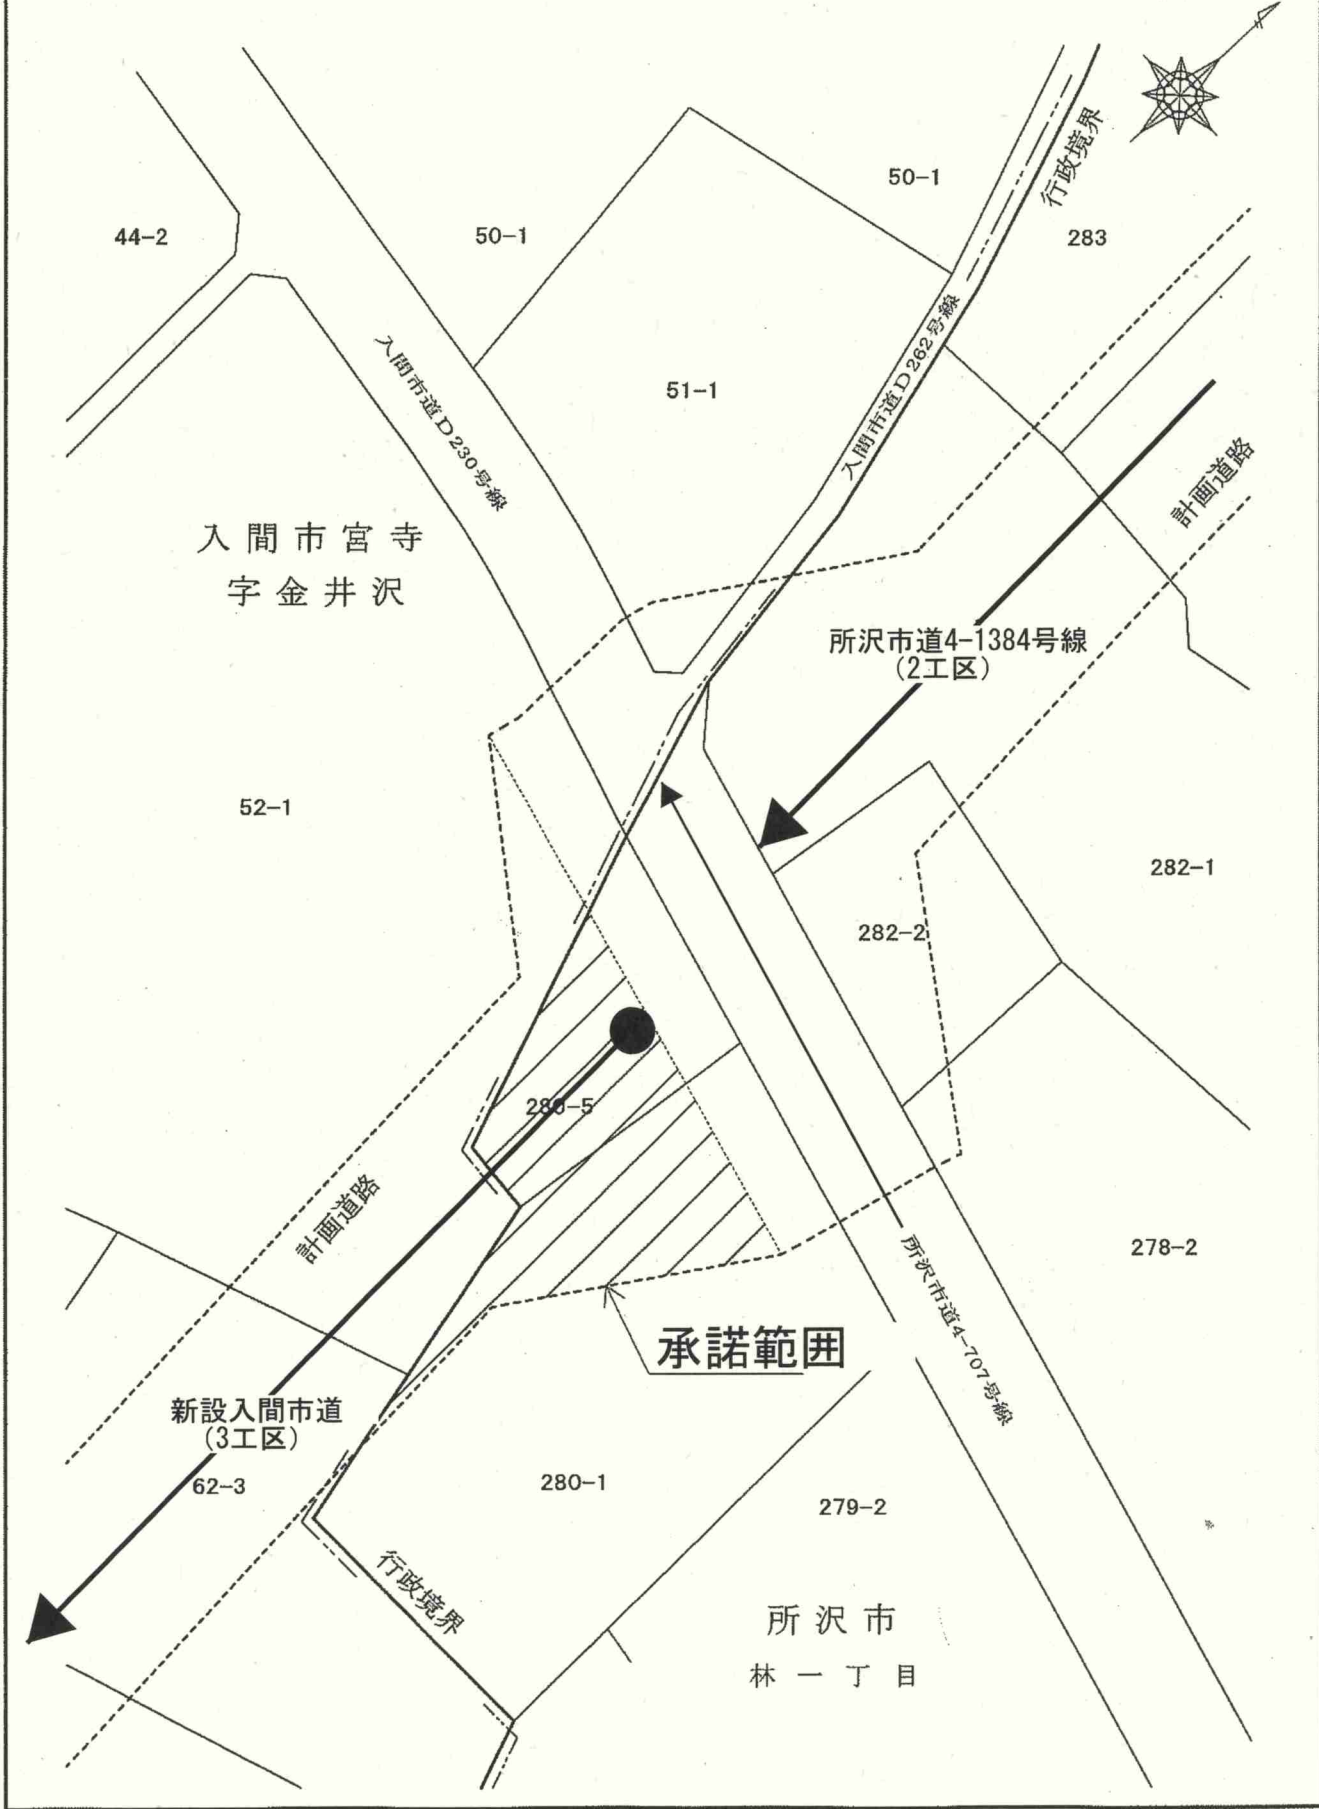 50-1
行政境界
44-2
50-1
283
入間市道D230号線
51-1
入間市道D262号線
計画道路
入間市宮寺
字金井沢
所沢市道4-1384号線
(2工区)
52-1
282-1
282-2
280-5
計画道路
278-2
所沢市道4-707号線
承諾範囲
新設入間市道
(3工区)
62-3
280-1
279-2
行政境界
所沢市
林一丁目